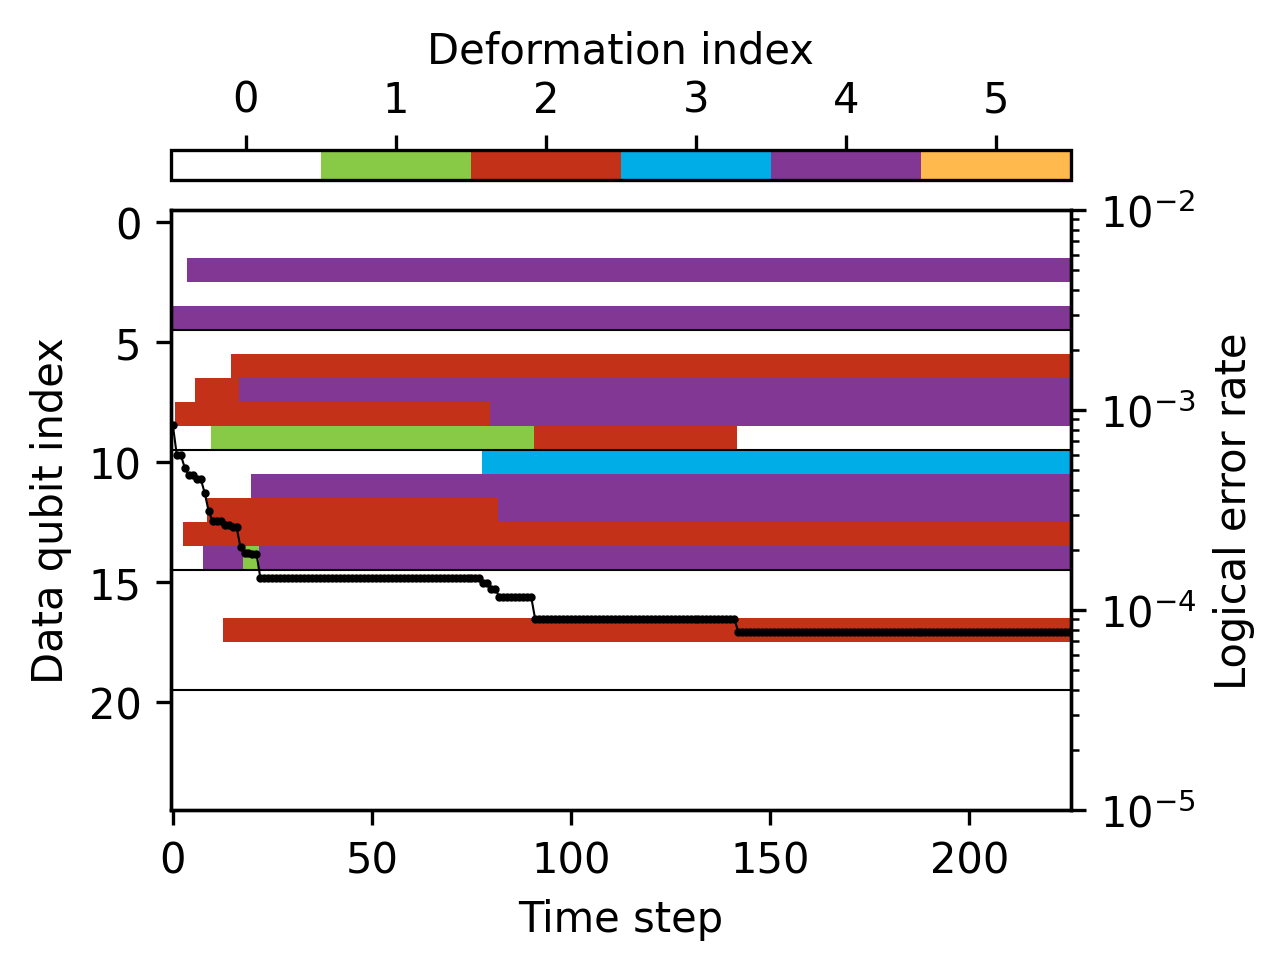 Deformation index
0 1 2 3 4 5
Data qubit index
0
5
10
15
20
10⁻²
10⁻³
10⁻⁴
10⁻⁵
Logical error rate
0 50 100 150 200
Time step